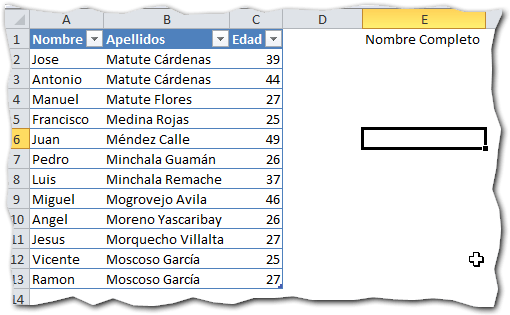 A B C D E
1 Nombre Apellidos Edad Nombre Completo
2 Jose Matute Cárdenas 39
3 Antonio Matute Cárdenas 44
4 Manuel Matute Flores 27
5 Francisco Medina Rojas 25
6 Juan Méndez Calle 49
7 Pedro Minchala Guamán 26
8 Luis Minchala Remache 37
9 Miguel Mogrovejo Avila 46
10 Angel Moreno Yascaribay 26
11 Jesus Morquecho Villalta 27
12 Vicente Moscoso García 25
13 Ramon Moscoso García 27
14